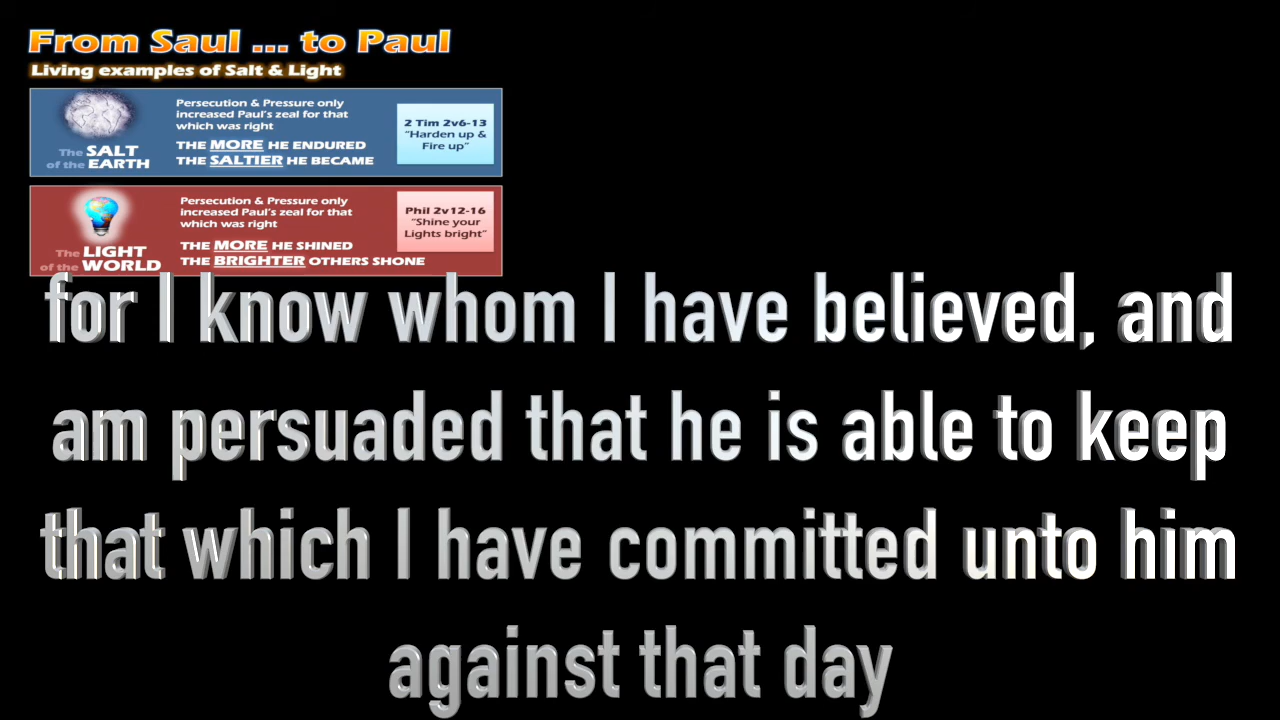 From Saul ... to Paul
Living examples of Salt & Light
Persecution & Pressure only
increased Paul's zeal for that
which was right
THE MORE HE ENDURED
THE SALTIER HE BECAME
The SALT
of the EARTH
2 Tim 2v6-13
"Harden up &
Fire up"
Persecution & Pressure only
increased Paul's zeal for that
which was right
THE MORE HE SHINED
THE BRIGHTER OTHERS SHONE
The LIGHT
of the WORLD
Phil 2v12-16
"Shine your
Lights bright"
for I know whom I have believed, and
am persuaded that he is able to keep
that which I have committed unto him
against that day